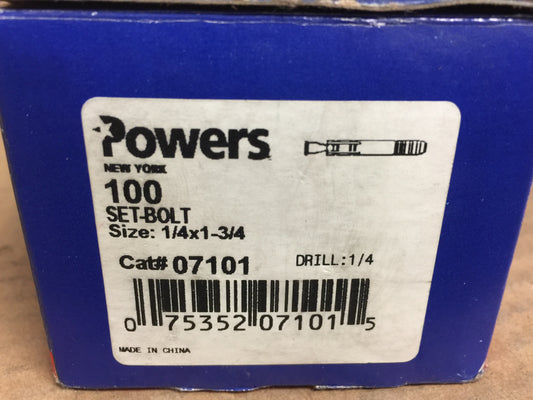 Powers
NEW YORK
100
SET-BOLT
Size: 1/4x1-3/4
Cat# 07101 DRILL:1/4
0 75352 07101 5
MADE IN CHINA